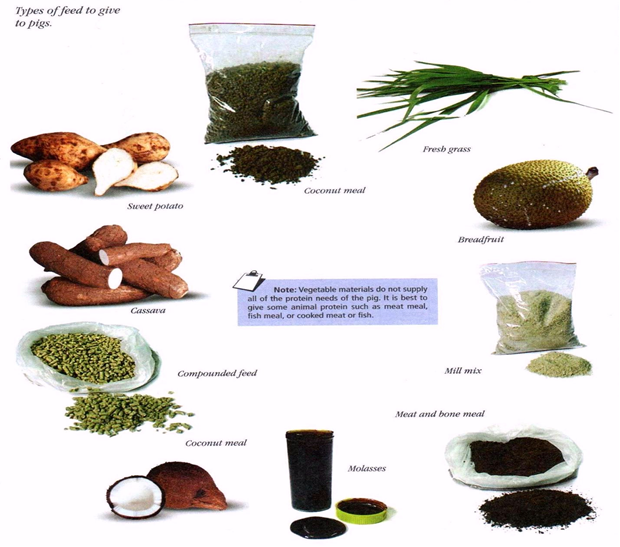 Types of feed to give
to pigs.
Coconut meal
Fresh grass
Sweet potato
Breadfruit
Note: Vegetable materials do not supply
all of the protein needs of the pig. It is best to
give some animal protein such as meat meal,
fish meal, or cooked meat or fish.
Cassava
Mill mix
Compounded feed
Meat and bone meal
Coconut meal
Molasses